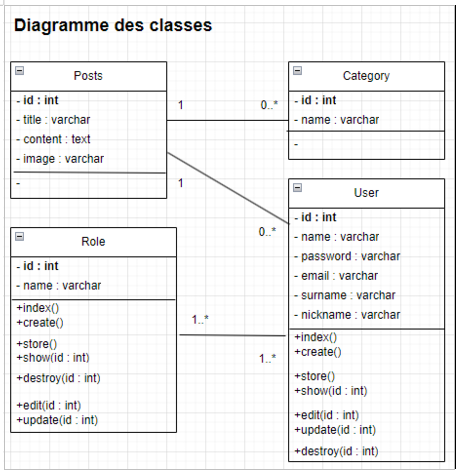 Diagramme des classes
Posts
- id : int
- title : varchar
- content : text
- image : varchar
-
1
0..*
Category
- id : int
- name : varchar
-
1
0..*
User
- id : int
- name : varchar
- password : varchar
- email : varchar
- surname : varchar
- nickname : varchar
+index()
+create()
+store()
+show(id : int)
+edit(id : int)
+update(id : int)
+destroy(id : int)
Role
- id : int
- name : varchar
+index()
+create()
+store()
+show(id : int)
+destroy(id : int)
+edit(id : int)
+update(id : int)
1..*
1..*